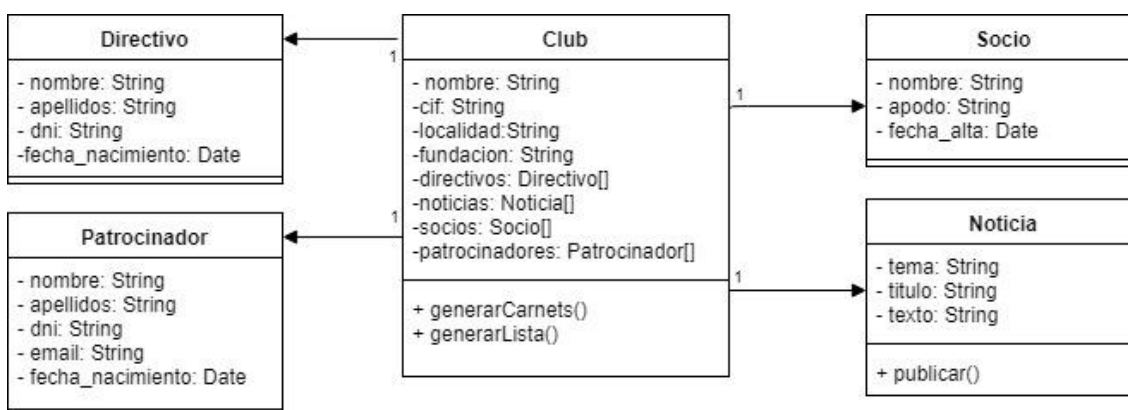 Directivo
- nombre: String
- apellidos: String
- dni: String
-fecha_nacimiento: Date
1
Patrocinador
- nombre: String
- apellidos: String
- dni: String
- email: String
- fecha_nacimiento: Date
1
Club
- nombre: String
-cif: String
-localidad:String
-fundacion: String
-directivos: Directivo[]
-noticias: Noticia[]
-socios: Socio[]
-patrocinadores: Patrocinador[]
+ generarCarnets()
+ generarLista()
1
Socio
- nombre: String
- apodo: String
- fecha_alta: Date
1
Noticia
- tema: String
- titulo: String
- texto: String
+ publicar()